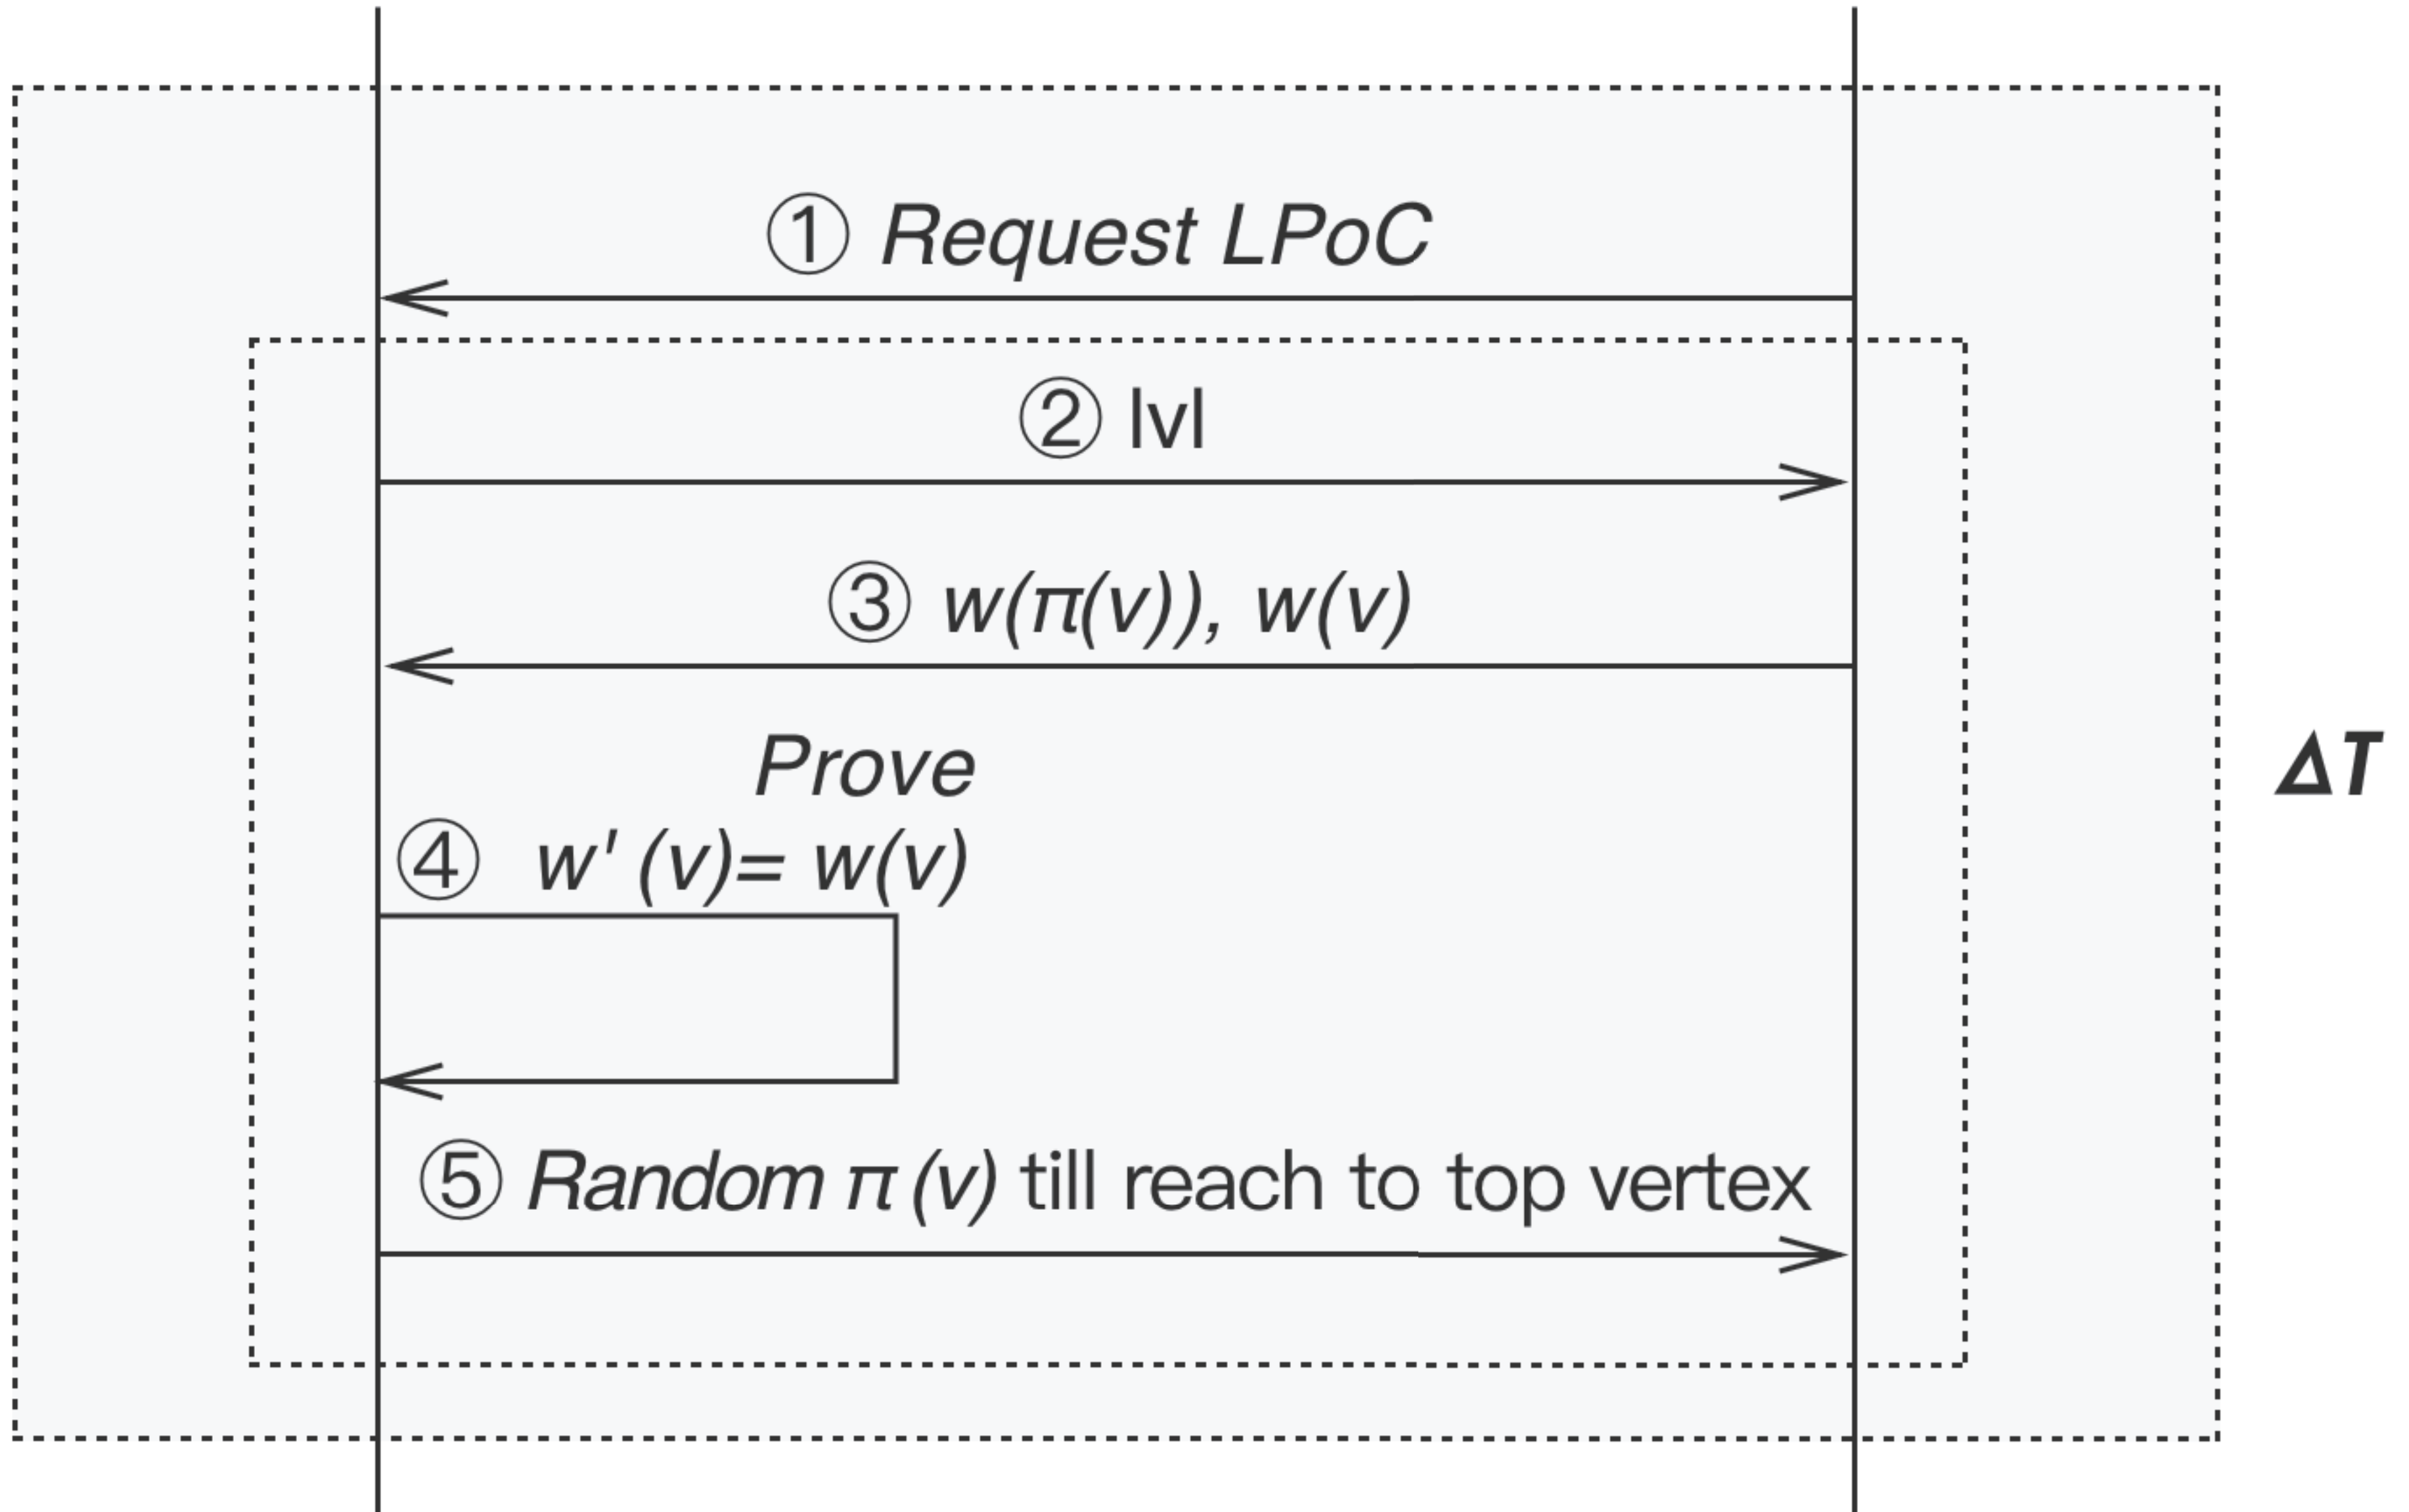 ① Request LPoC
② |v|
③ w(π(v)), w(v)
Prove
④ w' (v)= w(v)
ΔT
⑤ Random π (v) till reach to top vertex